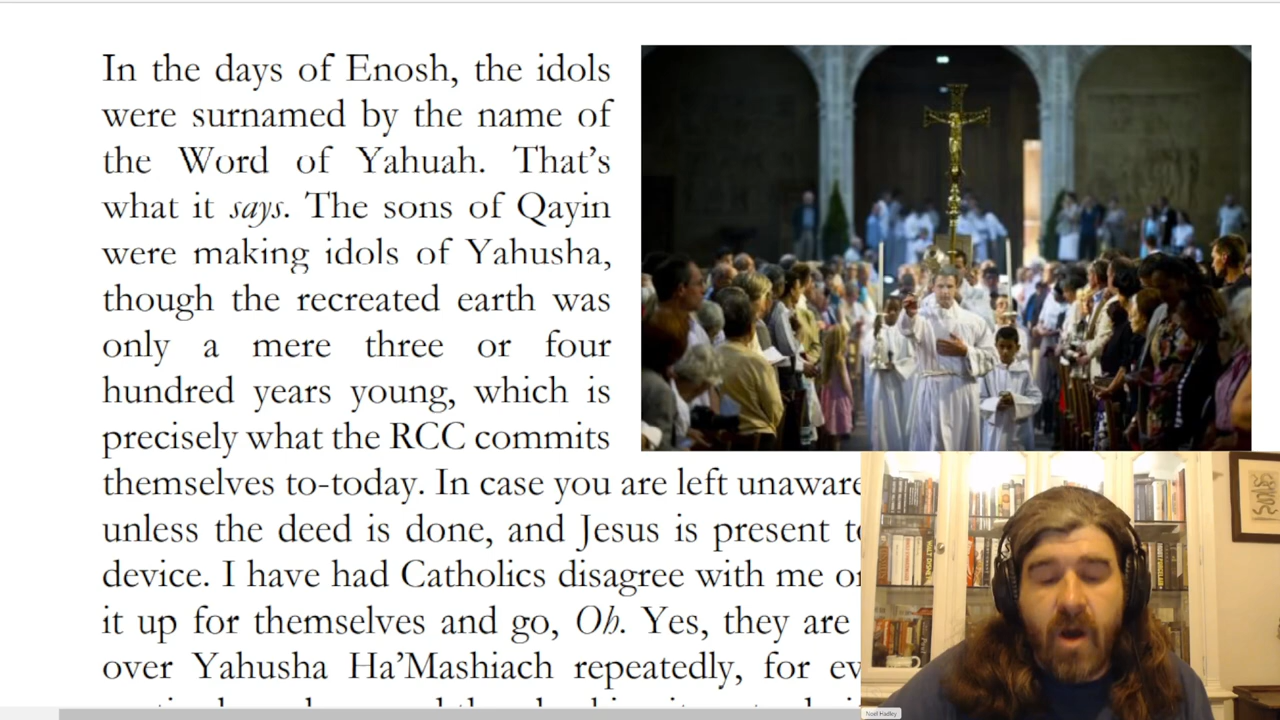 In the days of Enosh, the idols
were surnamed by the name of
the Word of Yahuah. That's
what it says. The sons of Qayin
were making idols of Yahusha,
though the recreated earth was
only a mere three or four
hundred years young, which is
precisely what the RCC commits
themselves to-today. In case you are left unaware
unless the deed is done, and Jesus is present
device. I have had Catholics disagree with me
it up for themselves and go, Oh. Yes, they are
over Yahusha Ha'Mashiach repeatedly, for
Noel Hadley